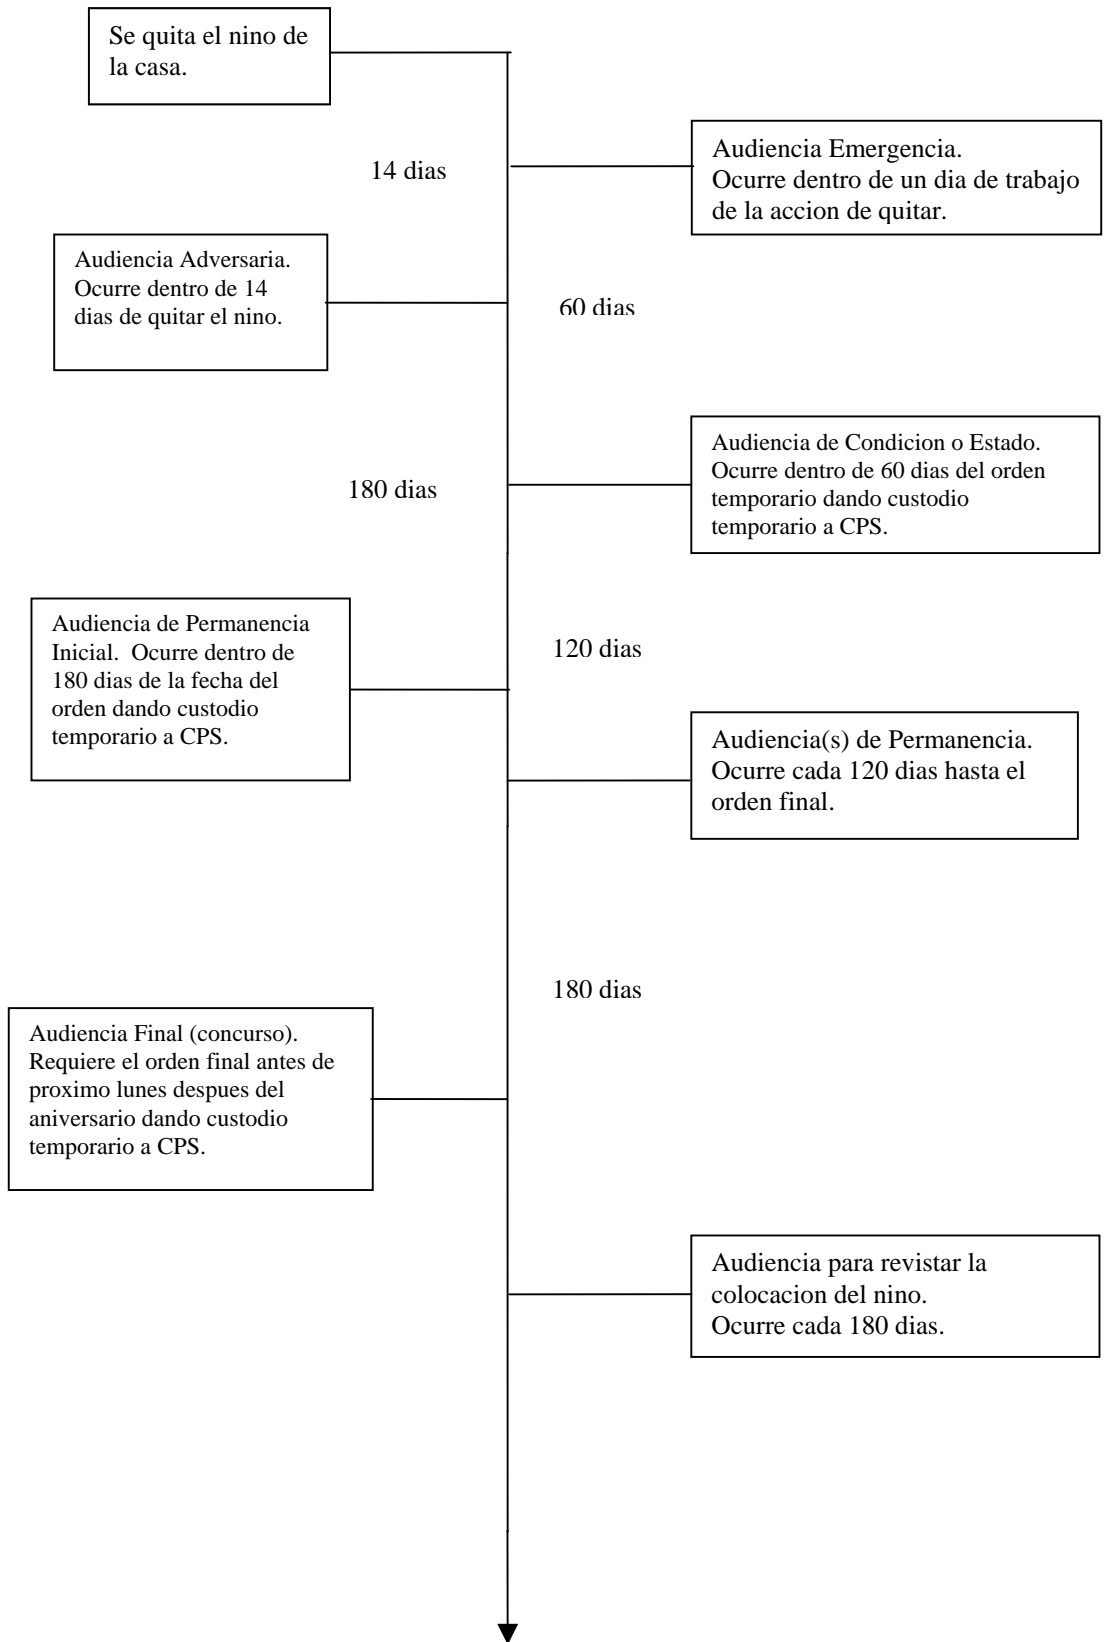 Se quita el nino de
la casa.
14 dias
Audiencia Emergencia.
Ocurre dentro de un dia de trabajo
de la accion de quitar.
Audiencia Adversaria.
Ocurre dentro de 14
dias de quitar el nino.
60 dias
Audiencia de Condicion o Estado.
Ocurre dentro de 60 dias del orden
temporario dando custodio
temporario a CPS.
180 dias
Audiencia de Permanencia
Inicial.  Ocurre dentro de
180 dias de la fecha del
orden dando custodio
temporario a CPS.
120 dias
Audiencia(s) de Permanencia.
Ocurre cada 120 dias hasta el
orden final.
180 dias
Audiencia Final (concurso).
Requiere el orden final antes de
proximo lunes despues del
aniversario dando custodio
temporario a CPS.
Audiencia para revistar la
colocacion del nino.
Ocurre cada 180 dias.